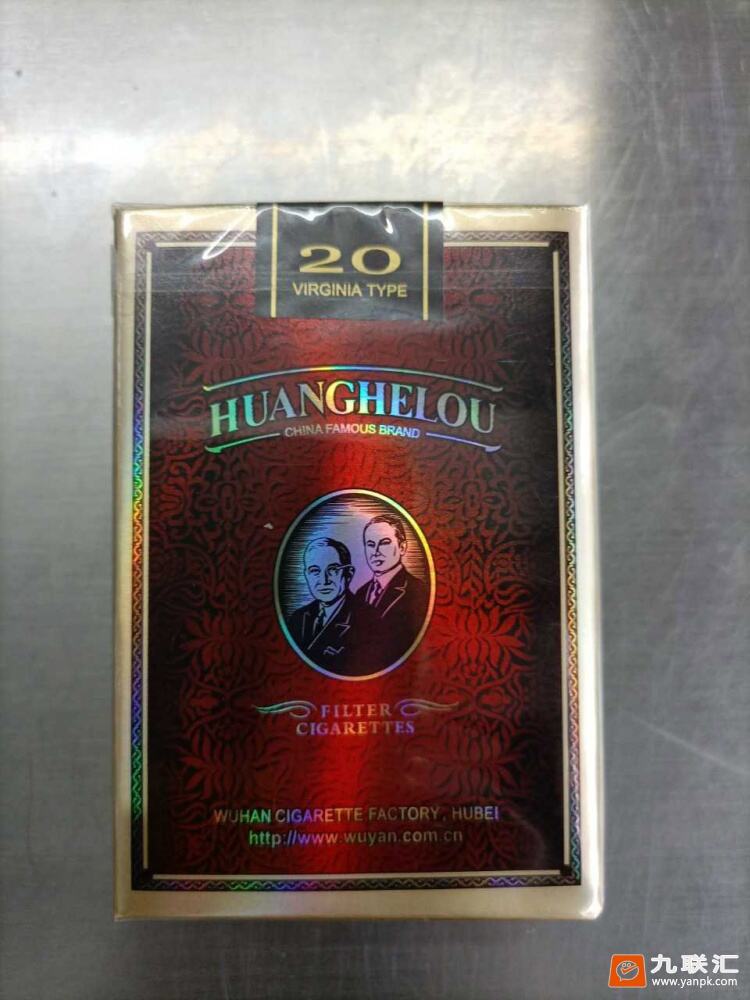 20
VIRGINIA TYPE
HUANGHELOU
CHINA FAMOUS BRAND
FILTER
CIGARETTES
WUHAN CIGARETTE FACTORY, HUBEI
http://www.wuyan.com.cn
九联汇
www.yanpk.com